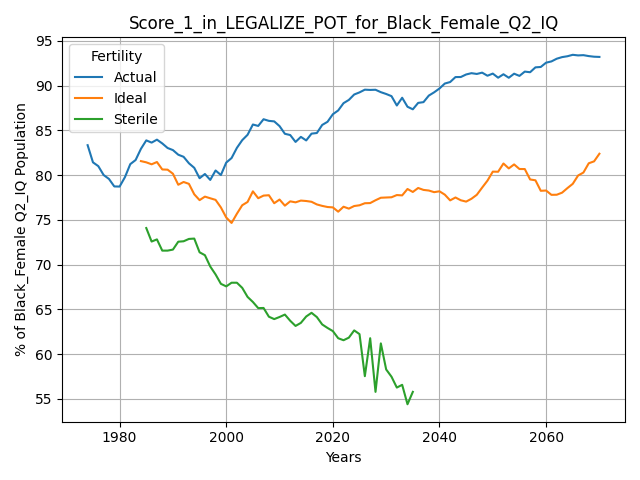 Score_1_in_LEGALIZE_POT_for_Black_Female_Q2_IQ
% of Black_Female Q2_IQ Population
95
90
85
80
75
70
65
60
55
Fertility
Actual
Ideal
Sterile
1980 2000 2020 2040 2060
Years